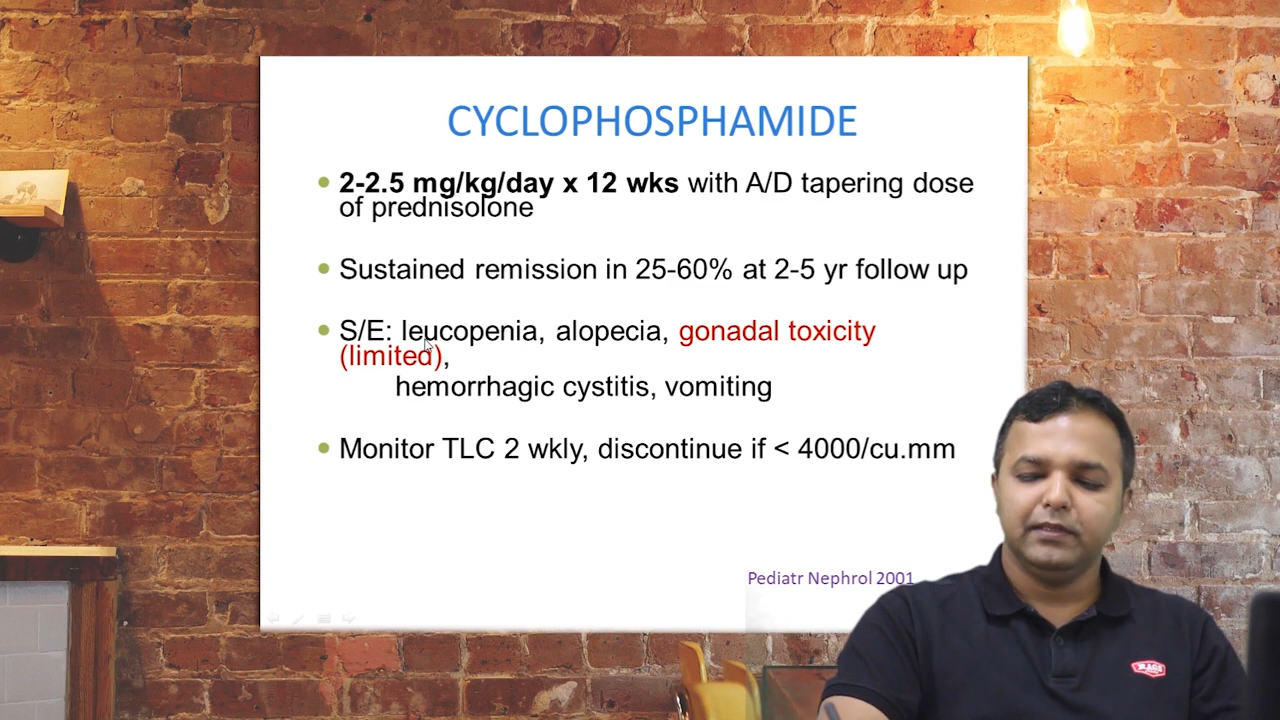 CYCLOPHOSPHAMIDE
2-2.5 mg/kg/day x 12 wks with A/D tapering dose
of prednisolone
Sustained remission in 25-60% at 2-5 yr follow up
S/E: leucopenia, alopecia, gonadal toxicity
(limited),
hemorrhagic cystitis, vomiting
Monitor TLC 2 wkly, discontinue if < 4000/cu.mm
Pediatr Nephrol 2001